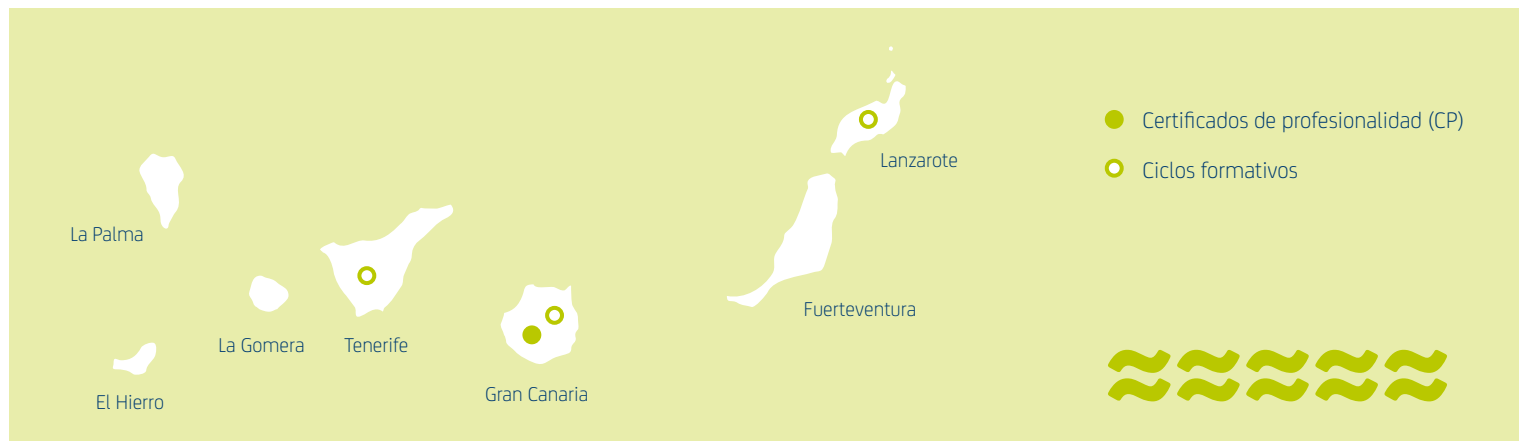 Certificados de profesionalidad (CP)
Lanzarote
Ciclos formativos
La Palma
Fuerteventura
La Gomera
Tenerife
Gran Canaria
El Hierro